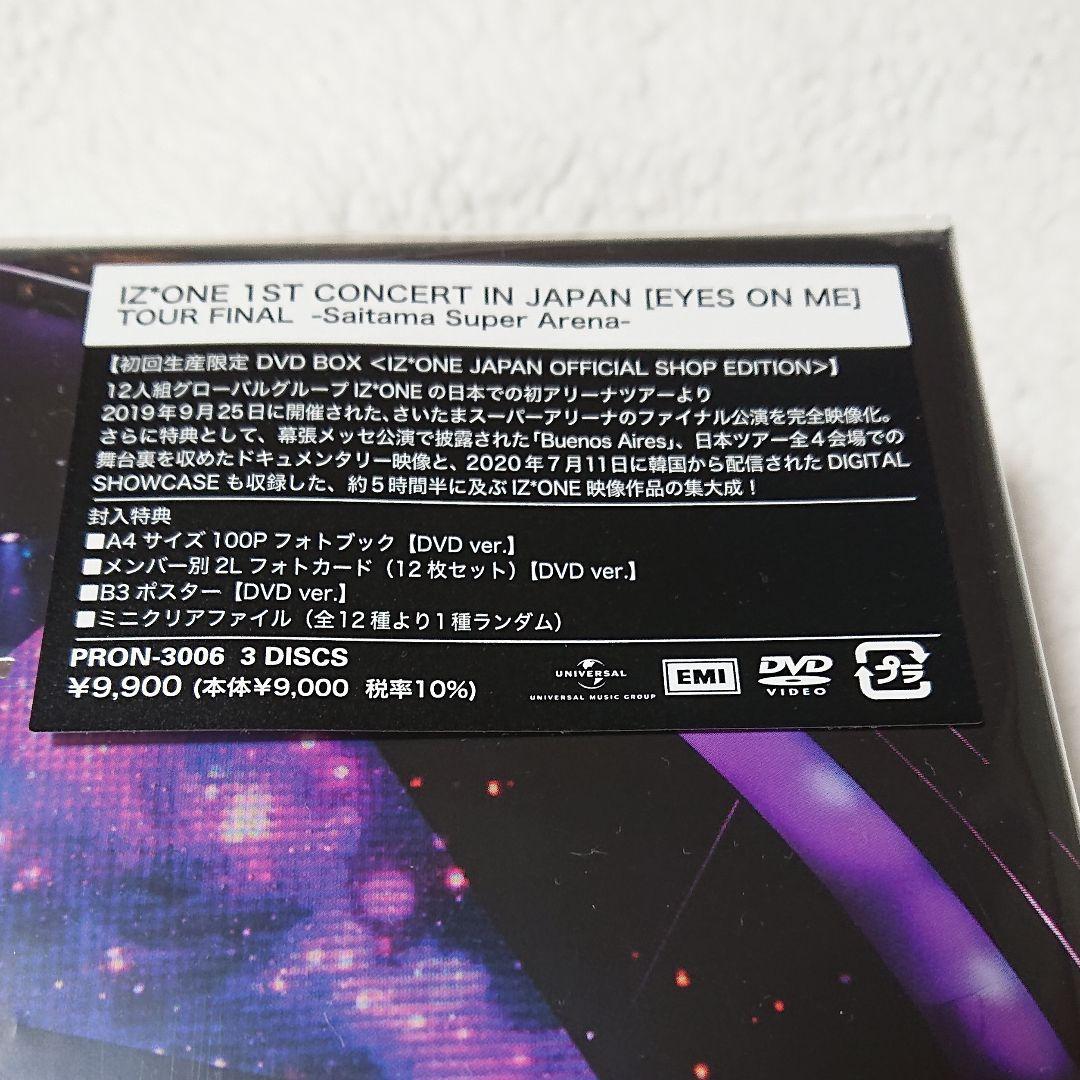 IZ*ONE 1ST CONCERT IN JAPAN [EYES ON ME]
TOUR FINAL -Saitama Super Arena-
【初回生産限定 DVD BOX <IZ*ONE JAPAN OFFICIAL SHOP EDITION>】
12人組グローバルグループ IZ*ONE の日本での初アリーナツアーより
2019年9月25日に開催された、さいたまスーパーアリーナのファイナル公演を完全映像化。
さらに特典として、幕張メッセ公演で披露された「Buenos Aires」、日本ツアー全4会場での
舞台裏を収めたドキュメンタリー映像と、2020年7月11日に韓国から配信された DIGITAL
SHOWCASE も収録した、約5時間半に及ぶ IZ*ONE 映像作品の集大成！
封入特典
■A4 サイズ 100P フォトブック【DVD ver.】
■メンバー別 2L フォトカード（12枚セット）【DVD ver.】
■B3 ポスター【DVD ver.】
■ミニクリアファイル（全12種より1種ランダム）
PRON-3006 3 DISCS
¥9,900 (本体¥9,000 税率10%)
UNIVERSAL
UNIVERSAL MUSIC GROUP
EMI
DVD
VIDEO
プラ